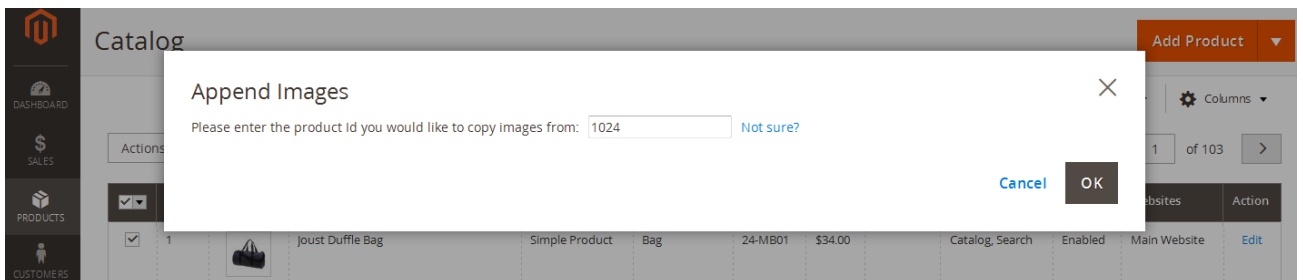 Catalog
Add Product
Append Images
Please enter the product Id you would like to copy images from: 1024 Not sure?
Cancel OK
DASHBOARD
SALES
PRODUCTS
CUSTOMERS
Columns
Actions
1 of 103
Action
1 Joust Duffle Bag Simple Product Bag 24-MB01 $34.00 Catalog, Search Enabled Main Website Edit